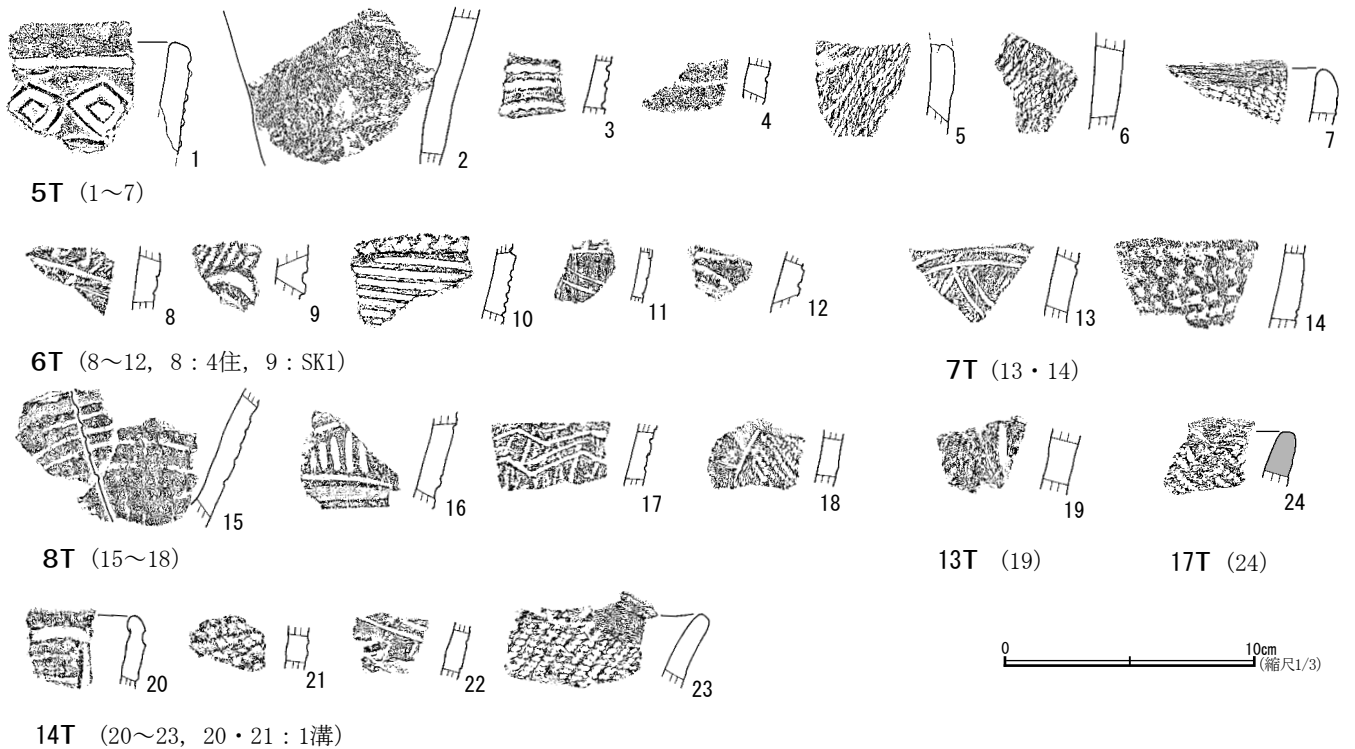 1 2 3 4 5 6 7
5T (1～7)
8 9 10 11 12 13 14
6T (8～12, 8：4住, 9：SK1)
7T (13・14)
15 16 17 18 19 24
8T (15～18)
13T (19)
17T (24)
20 21 22 23
0 10cm
(縮尺1/3)
14T (20～23, 20・21：1溝)